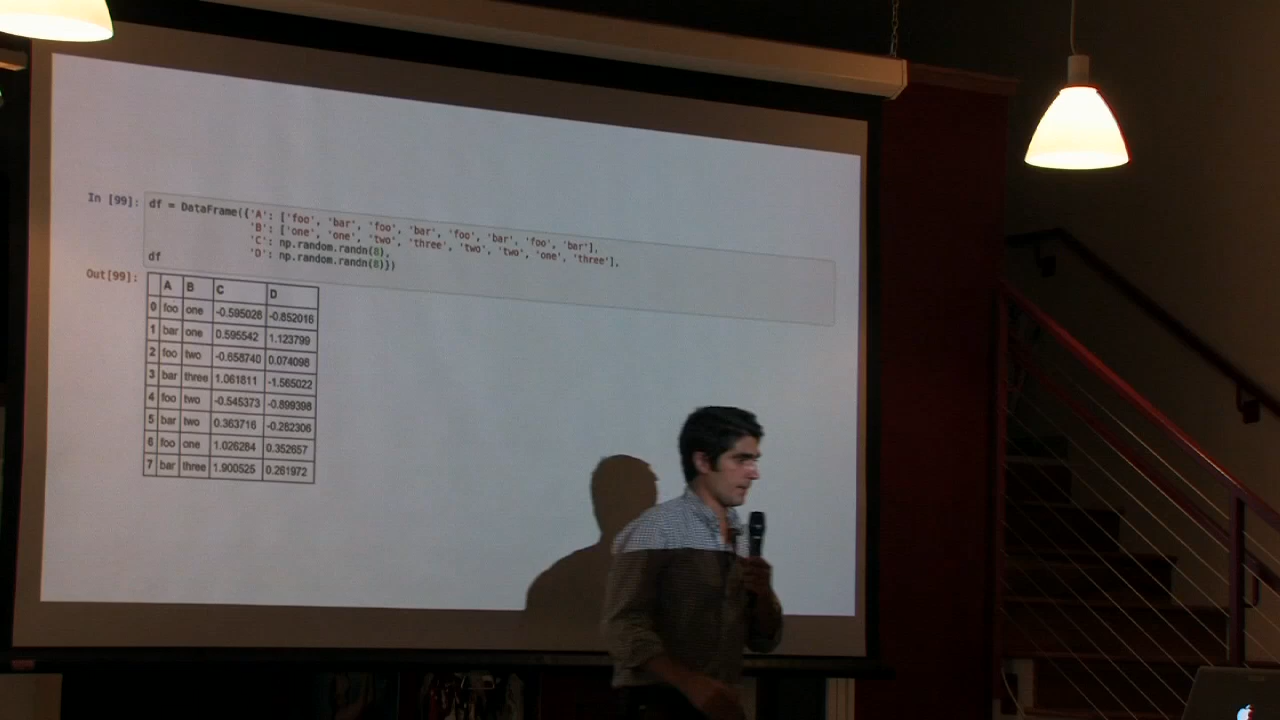 In [99]: df = DataFrame({'A': ['foo', 'bar', 'foo', 'bar', 'foo', 'bar', 'foo', 'bar'],
'B': ['one', 'one', 'two', 'three', 'two', 'two', 'one', 'three'],
'C': np.random.randn(8),
'D': np.random.randn(8)})
df
Out[99]:
A B C D
0 foo one -0.595028 -0.852016
1 bar one 0.595542 1.123799
2 foo two -0.658740 0.074098
3 bar three 1.061811 -1.565022
4 foo two -0.545373 -0.899398
5 bar two 0.363716 -0.282306
6 foo one 1.026284 0.352657
7 bar three 1.900525 0.261972